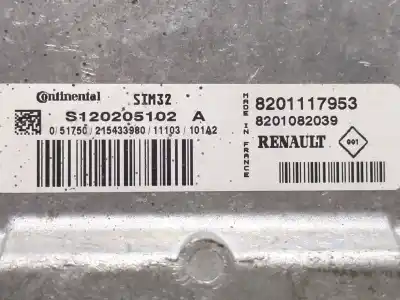 Continental SIM32
S120205102 A
0/51750/215433980/11103/101A2
MADE IN FRANCE
8201117953
8201082039
RENAULT 001